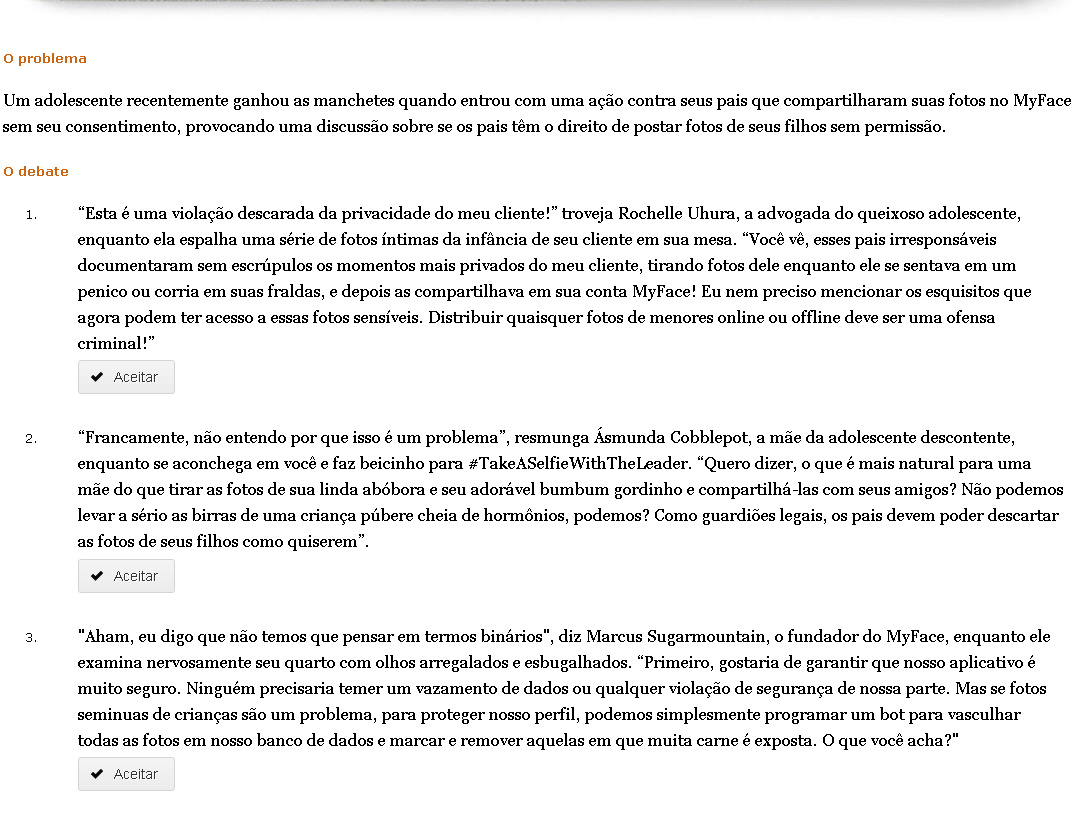 O problema
Um adolescente recentemente ganhou as manchetes quando entrou com uma ação contra seus pais que compartilharam suas fotos no MyFace
sem seu consentimento, provocando uma discussão sobre se os pais têm o direito de postar fotos de seus filhos sem permissão.
O debate
1. “Esta é uma violação descarada da privacidade do meu cliente!” troveja Rochelle Uhura, a advogada do queixoso adolescente,
enquanto ela espalha uma série de fotos íntimas da infância de seu cliente em sua mesa. “Você vê, esses pais irresponsáveis
documentaram sem escrúpulos os momentos mais privados do meu cliente, tirando fotos dele enquanto ele se sentava em um
penico ou corria em suas fraldas, e depois as compartilhava em sua conta MyFace! Eu nem preciso mencionar os esquisitos que
agora podem ter acesso a essas fotos sensíveis. Distribuir quaisquer fotos de menores online ou offline deve ser uma ofensa
criminal!”
Aceitar
2. “Francamente, não entendo por que isso é um problema”, resmunga Ásmunda Cobblepot, a mãe da adolescente descontente,
enquanto se aconchega em você e faz beicinho para #TakeASelfieWithTheLeader. “Quero dizer, o que é mais natural para uma
mãe do que tirar as fotos de sua linda abóbora e seu adorável bumbum gordinho e compartilhá-las com seus amigos? Não podemos
levar a sério as birras de uma criança púbere cheia de hormônios, podemos? Como guardiões legais, os pais devem poder descartar
as fotos de seus filhos como quiserem”.
Aceitar
3. "Aham, eu digo que não temos que pensar em termos binários", diz Marcus Sugarmountain, o fundador do MyFace, enquanto ele
examina nervosamente seu quarto com olhos arregalados e esbugalhados. “Primeiro, gostaria de garantir que nosso aplicativo é
muito seguro. Ninguém precisaria temer um vazamento de dados ou qualquer violação de segurança de nossa parte. Mas se fotos
seminuas de crianças são um problema, para proteger nosso perfil, podemos simplesmente programar um bot para vasculhar
todas as fotos em nosso banco de dados e marcar e remover aquelas em que muita carne é exposta. O que você acha?"
Aceitar